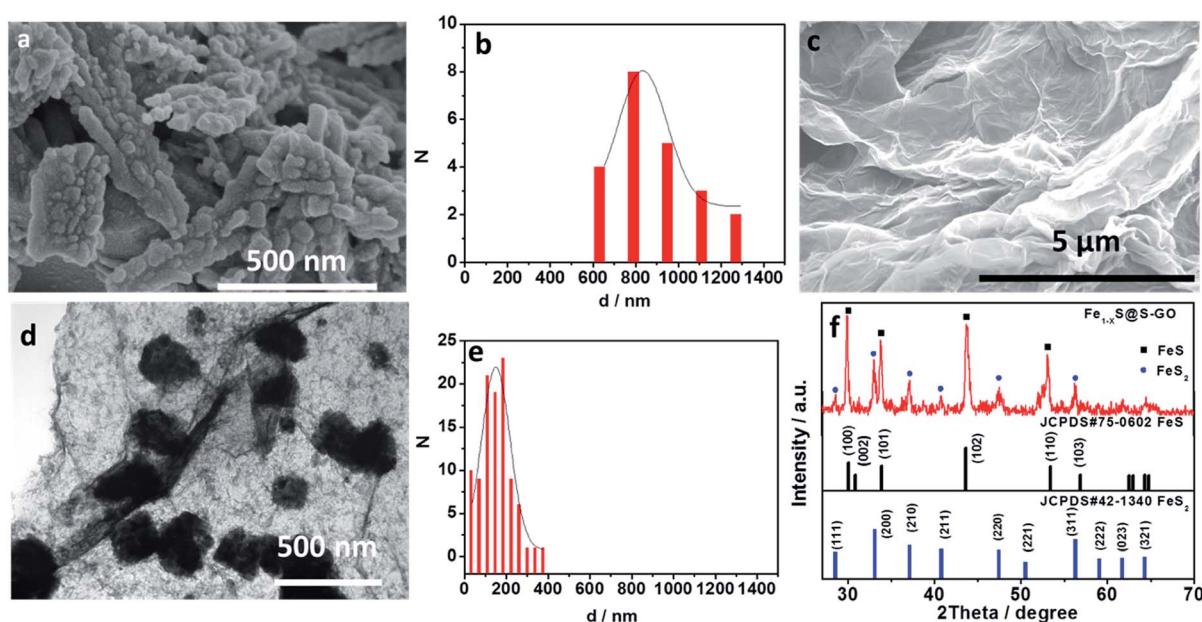 a
500 nm
b
10
8
6
4
2
0
N
0 200 400 600 800 1000 1200 1400
d / nm
c
5 µm
d
500 nm
e
25
20
15
10
5
0
N
0 200 400 600 800 1000 1200 1400
d / nm
f
Fe1-XS@S-GO
■ FeS
● FeS2
Intensity / a.u.
JCPDS#75-0602 FeS
(100)
(002)
(101)
(102)
(110)
(103)
JCPDS#42-1340 FeS2
(111)
(200)
(210)
(211)
(220)
(221)
(311)
(222)
(023)
(321)
30 40 50 60 70
2Theta / degree